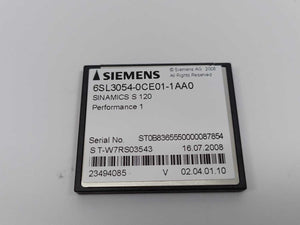 SIEMENS
© Siemens AG 2008
All Rights Reserved
6SL3054-0CE01-1AA0
SINAMICS S 120
Performance 1
Serial No. ST0B8365550000087854
S T-W7RS03543 16.07.2008
23494085 V 02.04.01.10